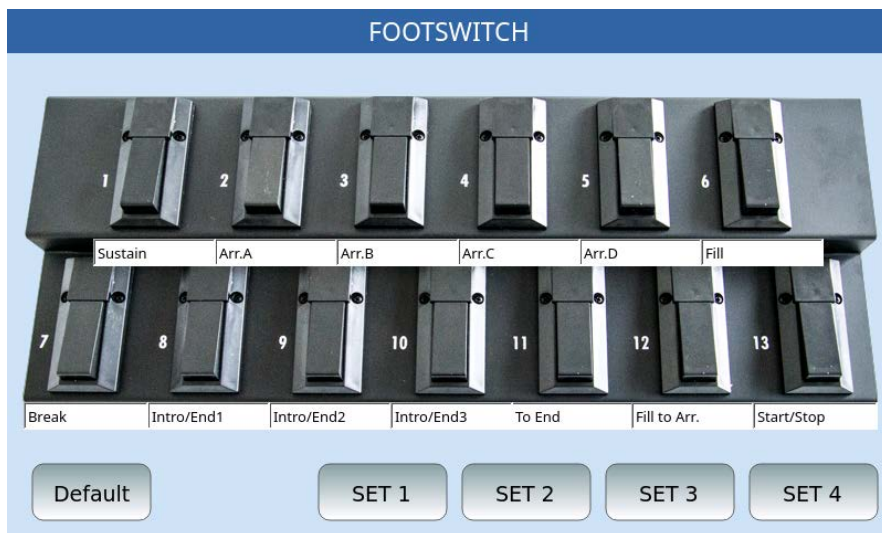 FOOTSWITCH
1 2 3 4 5 6
Sustain Arr.A Arr.B Arr.C Arr.D Fill
7 8 9 10 11 12 13
Break Intro/End1 Intro/End2 Intro/End3 To End Fill to Arr. Start/Stop
Default SET 1 SET 2 SET 3 SET 4